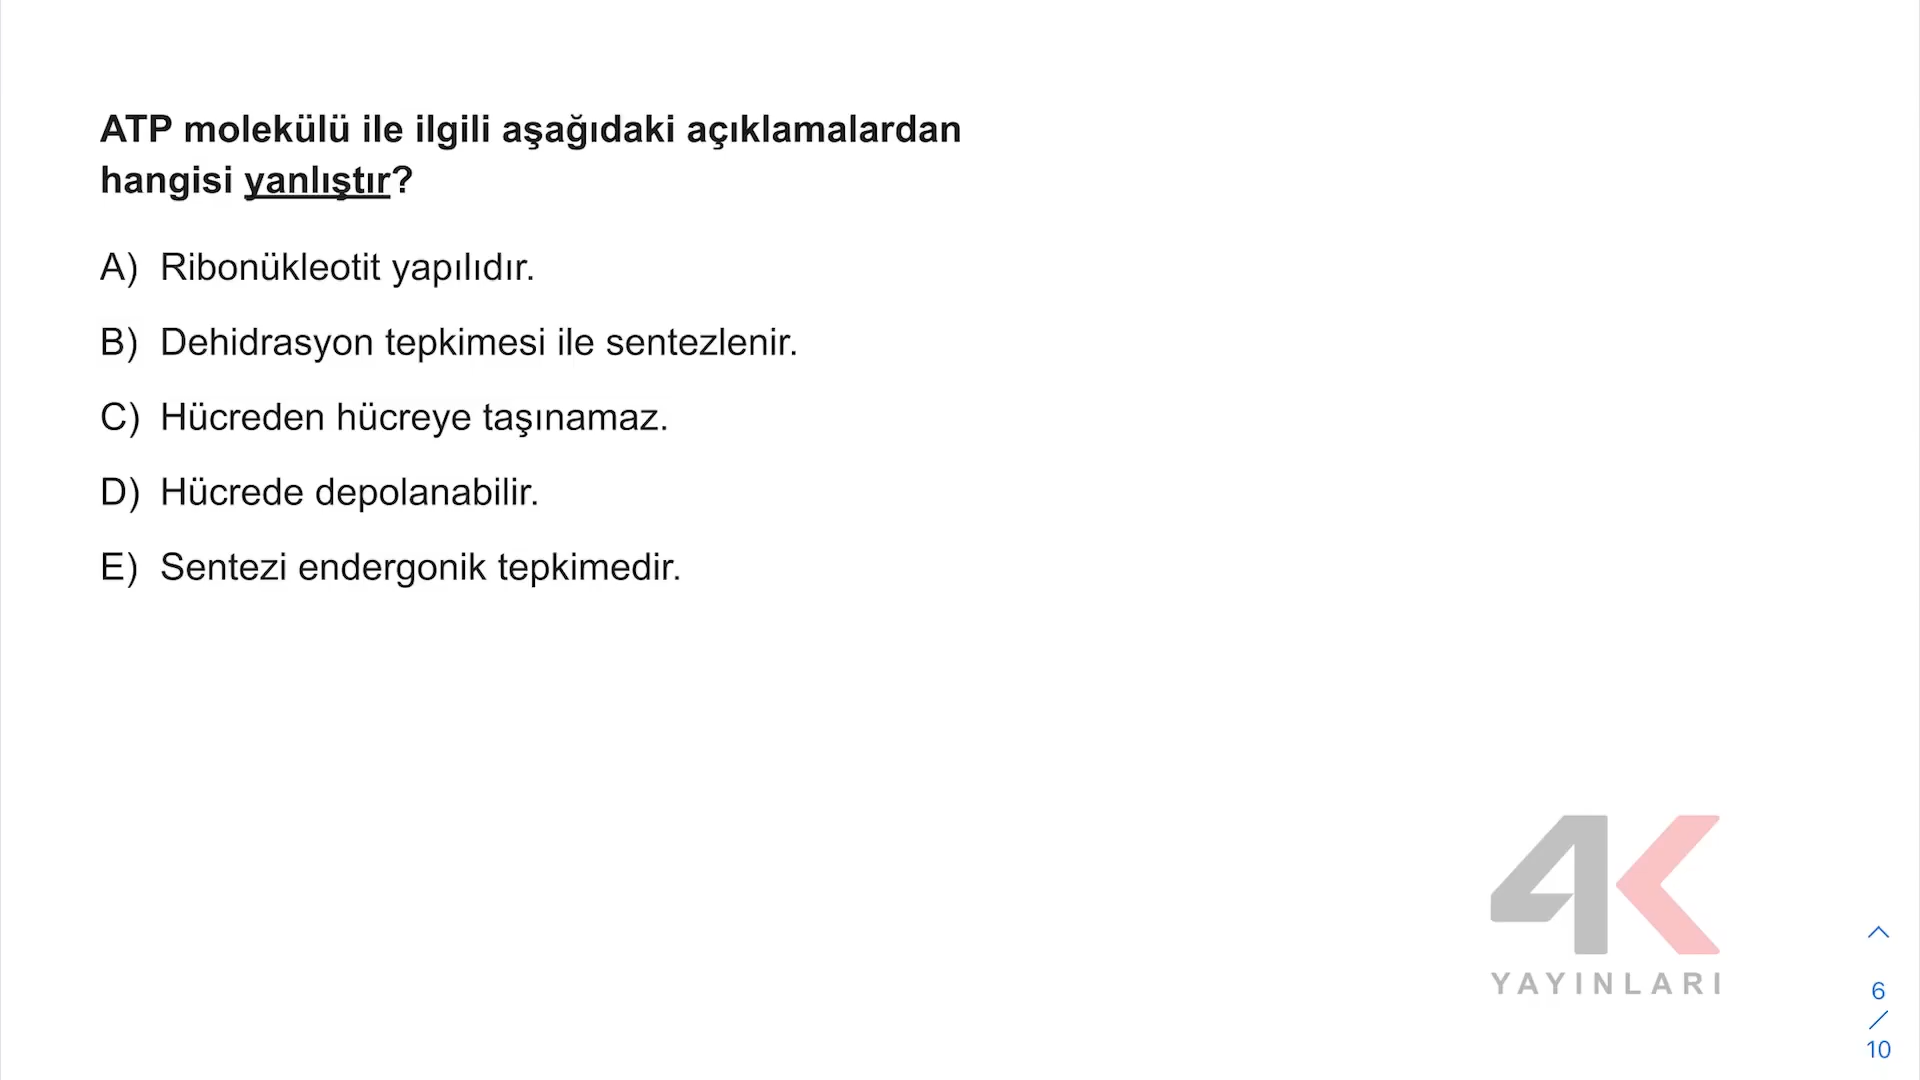 ATP molekülü ile ilgili aşağıdaki açıklamalardan
hangisi yanlıştır?
A) Ribonükleotit yapılıdır.
B) Dehidrasyon tepkimesi ile sentezlenir.
C) Hücreden hücreye taşınamaz.
D) Hücrede depolanabilir.
E) Sentezi endergonik tepkimedir.
4K
YAYINLARI
6
/
10